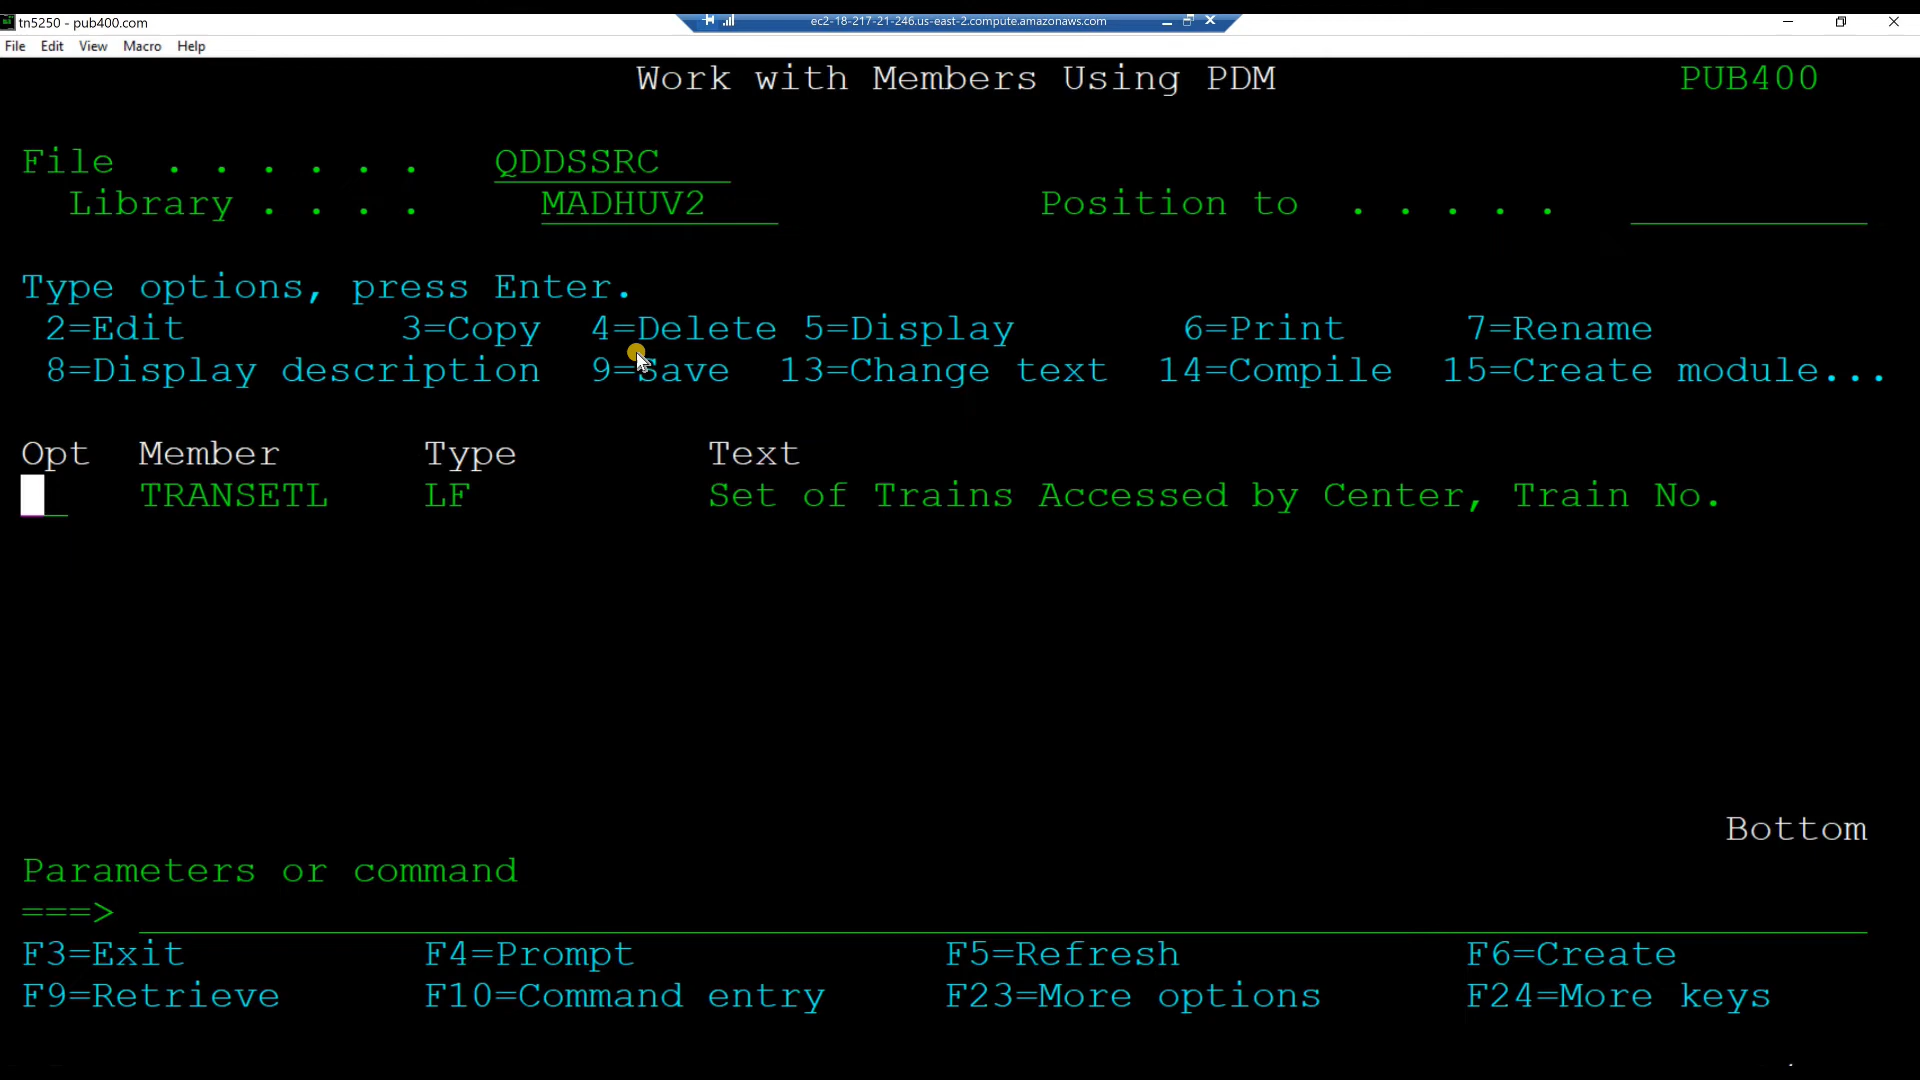 tn5250 - pub400.com
ec2-18-217-21-246.us-east-2.compute.amazonaws.com
File Edit View Macro Help
Work with Members Using PDM PUB400
File . . . . . . QDDSSRC
Library . . . . MADHUV2 Position to . . . . .
Type options, press Enter.
2=Edit 3=Copy 4=Delete 5=Display 6=Print 7=Rename
8=Display description 9=Save 13=Change text 14=Compile 15=Create module...
Opt Member Type Text
TRANSETL LF Set of Trains Accessed by Center, Train No.
Bottom
Parameters or command
===>
F3=Exit F4=Prompt F5=Refresh F6=Create
F9=Retrieve F10=Command entry F23=More options F24=More keys